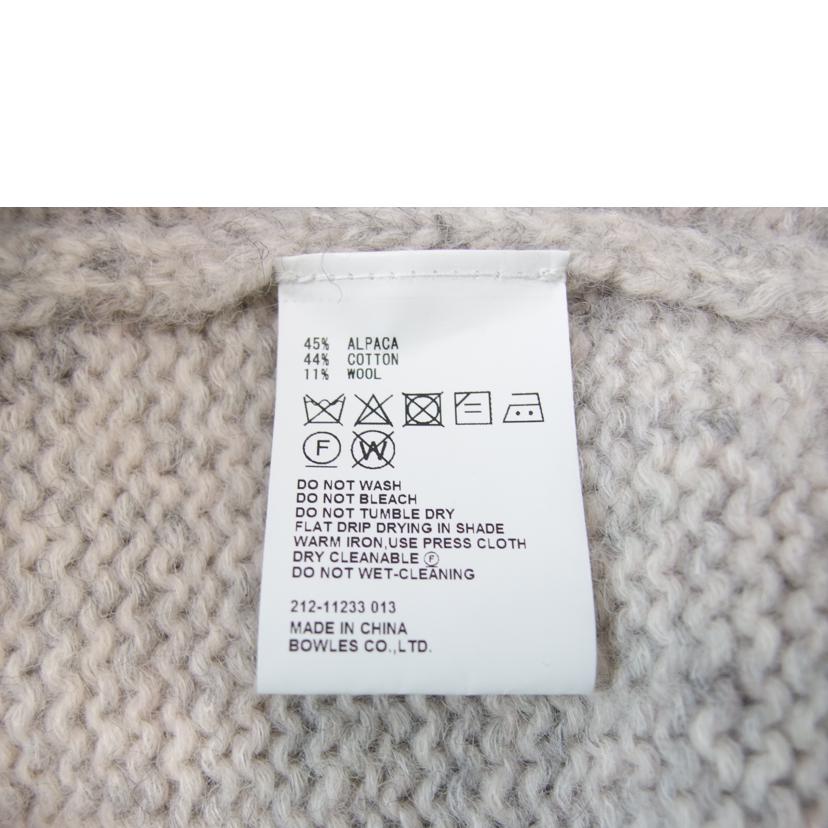 45% ALPACA
44% COTTON
11% WOOL
F W
DO NOT WASH
DO NOT BLEACH
DO NOT TUMBLE DRY
FLAT DRIP DRYING IN SHADE
WARM IRON,USE PRESS CLOTH
DRY CLEANABLE Ⓕ
DO NOT WET-CLEANING
212-11233 013
MADE IN CHINA
BOWLES CO.,LTD.